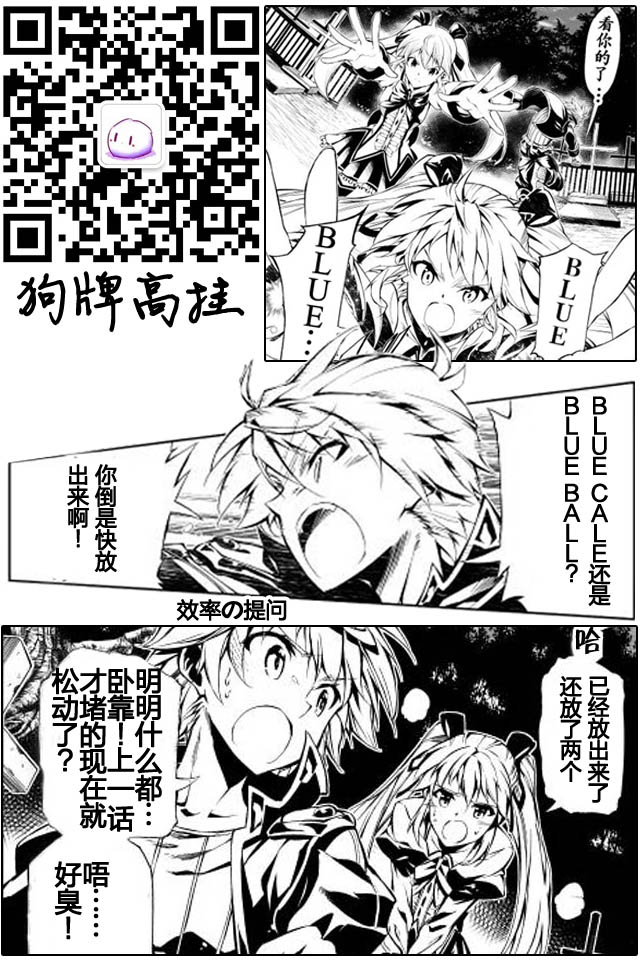 看你的了…
BLUE
BLUE…
狗牌高挂
BLUE CALE还是
BLUE BALL?
你倒是快放
出来啊！
效率の提问
哈
已经放出来了
还放了两个
明明什么都…
卧靠！上一话
才堵的现在就
松动了？
唔……
好臭！